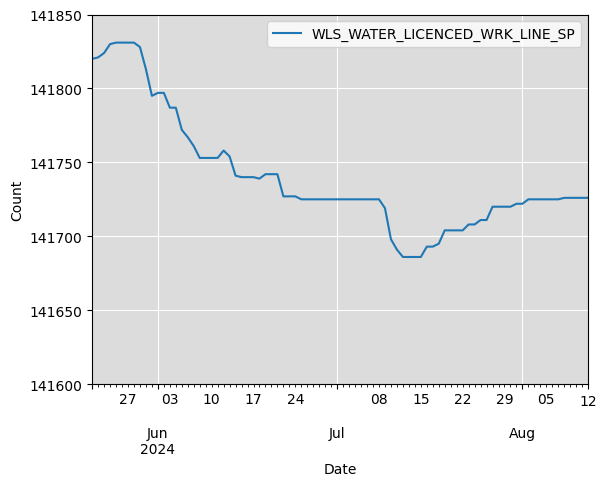 WLS_WATER_LICENCED_WRK_LINE_SP
141850
141800
141750
141700
141650
141600
Count
27 03 10 17 24 08 15 22 29 05 12
Jun Jul Aug
2024
Date